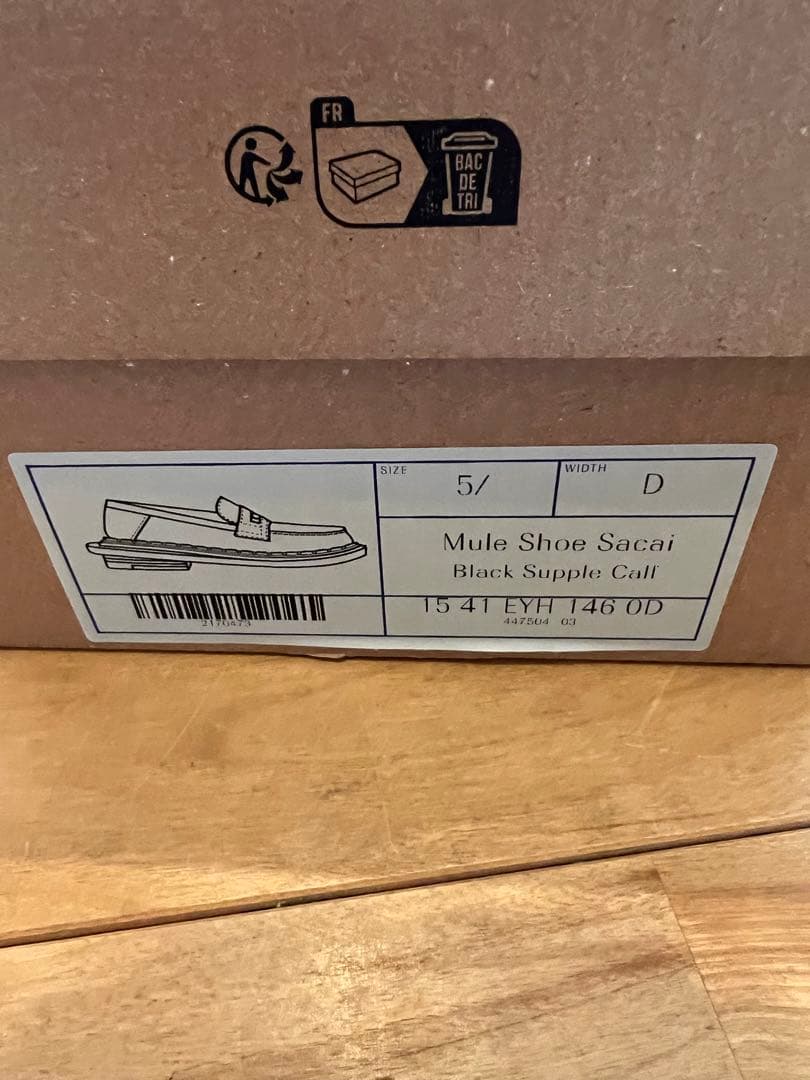 FR
BAC
DE
TRI
SIZE
5/
WIDTH
D
Mule Shoe Sacai
Black Supple Calf
15 41 EYH 146 0D
2170473
447504 03